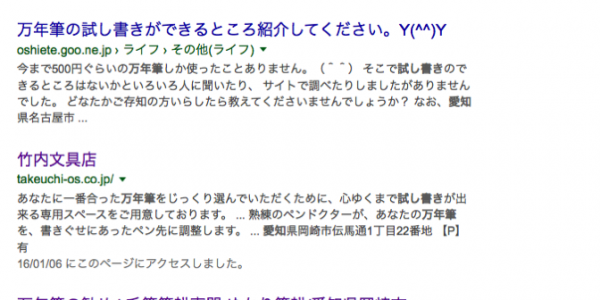 万年筆の試し書きができるところ紹介してください。Y(^^)Y
oshiete.goo.ne.jp › ライフ › その他(ライフ) ▼
今まで500円ぐらいの万年筆しか使ったことありません。（＾＾） そこで試し書きので
きるところはないかといろいろ人に聞いたり、 サイトで調べたりしましたがありません
でした。 どなたかご存知の方いらしたら教えてくださいませんでしょうか？ なお、愛知
県名古屋市 ...
竹内文具店
takeuchi-os.co.jp/ ▼
あなたに一番合った万年筆をじっくり選んでいただくために、心ゆくまで試し書きが出
来る専用スペースをご用意しております。 ... 熟練のペンドクターが、あなたの万年筆
を、書きぐせにあったペン先に調整します。 ... 愛知県岡崎市伝馬通1丁目22番地 【P】
有
16/01/06 にこのページにアクセスしました。